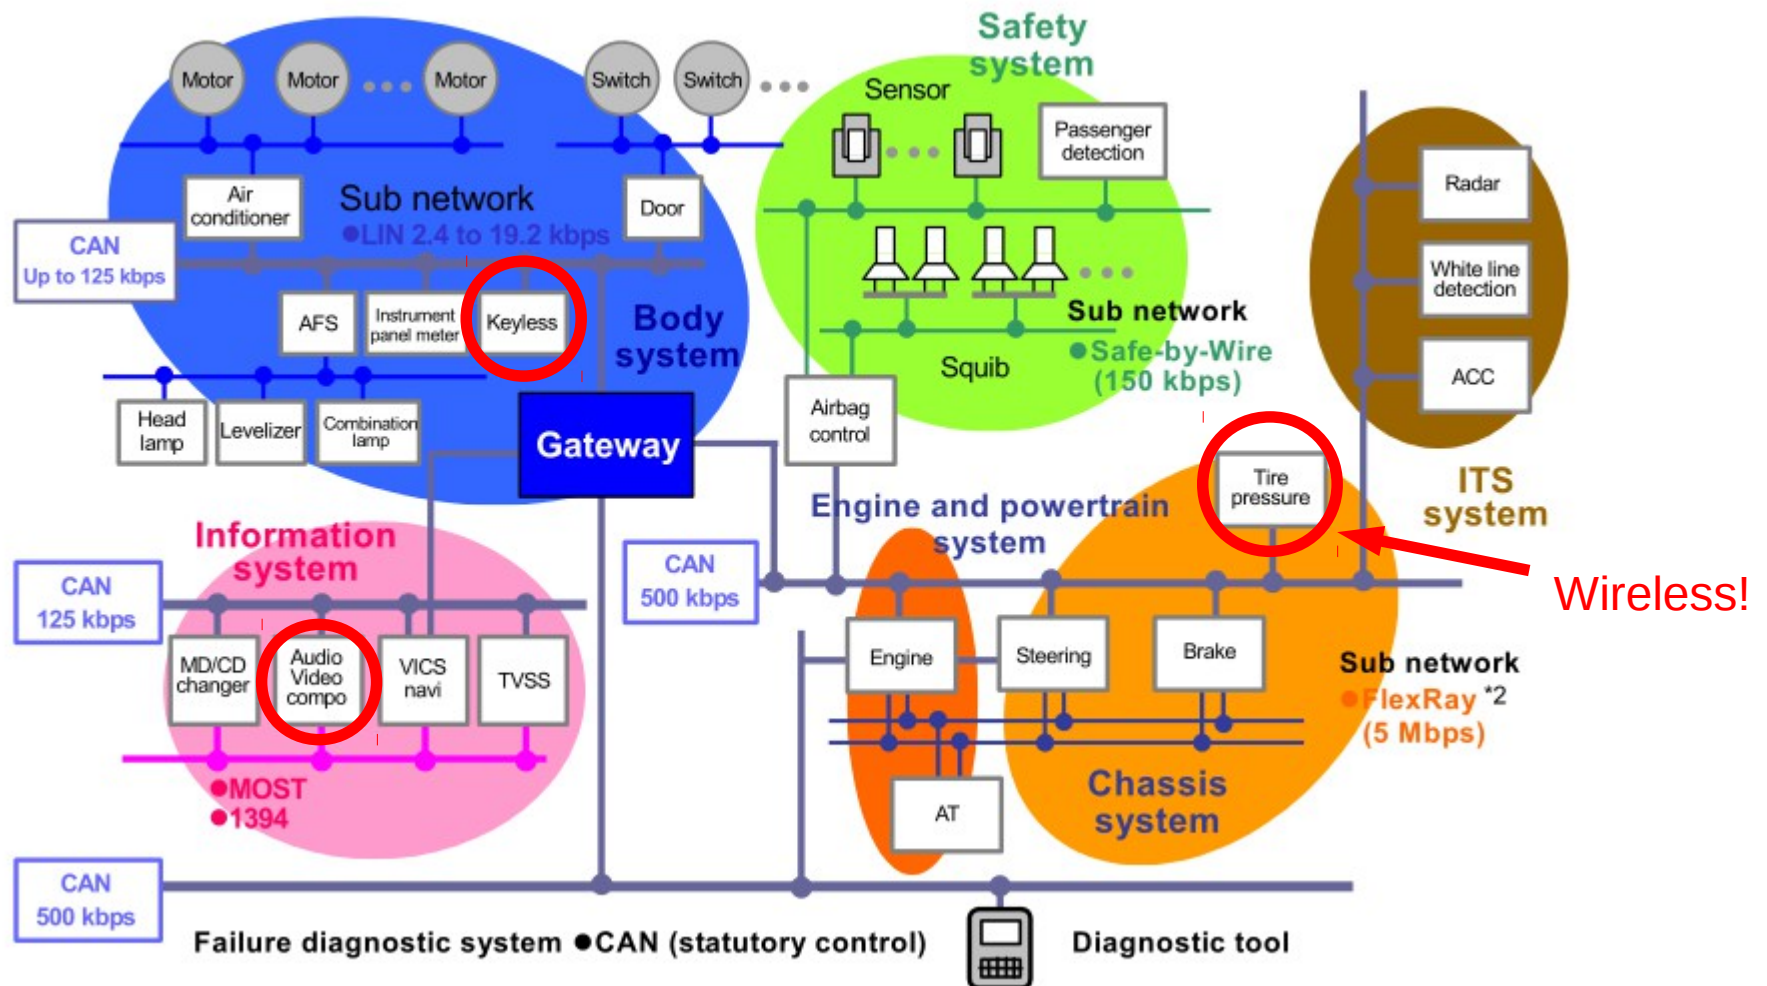 Motor
Motor
Motor
Switch
Switch
Air
conditioner
Sub network
●LIN 2.4 to 19.2 kbps
Door
CAN
Up to 125 kbps
AFS
Instrument
panel meter
Keyless
Body
system
Head
lamp
Levelizer
Combination
lamp
Gateway
Safety
system
Sensor
Passenger
detection
Squib
Sub network
●Safe-by-Wire
(150 kbps)
Airbag
control
Radar
White line
detection
ACC
ITS
system
Tire
pressure
Wireless!
Engine and powertrain
system
CAN
500 kbps
Engine
Steering
Brake
AT
Chassis
system
Sub network
●FlexRay *2
(5 Mbps)
Information
system
CAN
125 kbps
MD/CD
changer
Audio
Video
compo
VICS
navi
TVSS
●MOST
●1394
CAN
500 kbps
Failure diagnostic system ●CAN (statutory control)
Diagnostic tool